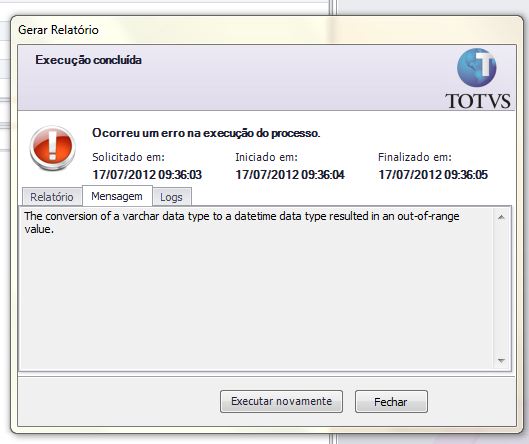 Gerar Relatório
Execução concluída
TOTVS
Ocorreu um erro na execução do processo.
Solicitado em: Iniciado em: Finalizado em:
17/07/2012 09:36:03 17/07/2012 09:36:04 17/07/2012 09:36:05
Relatório Mensagem Logs
The conversion of a varchar data type to a datetime data type resulted in an out-of-range
value.
Executar novamente Fechar